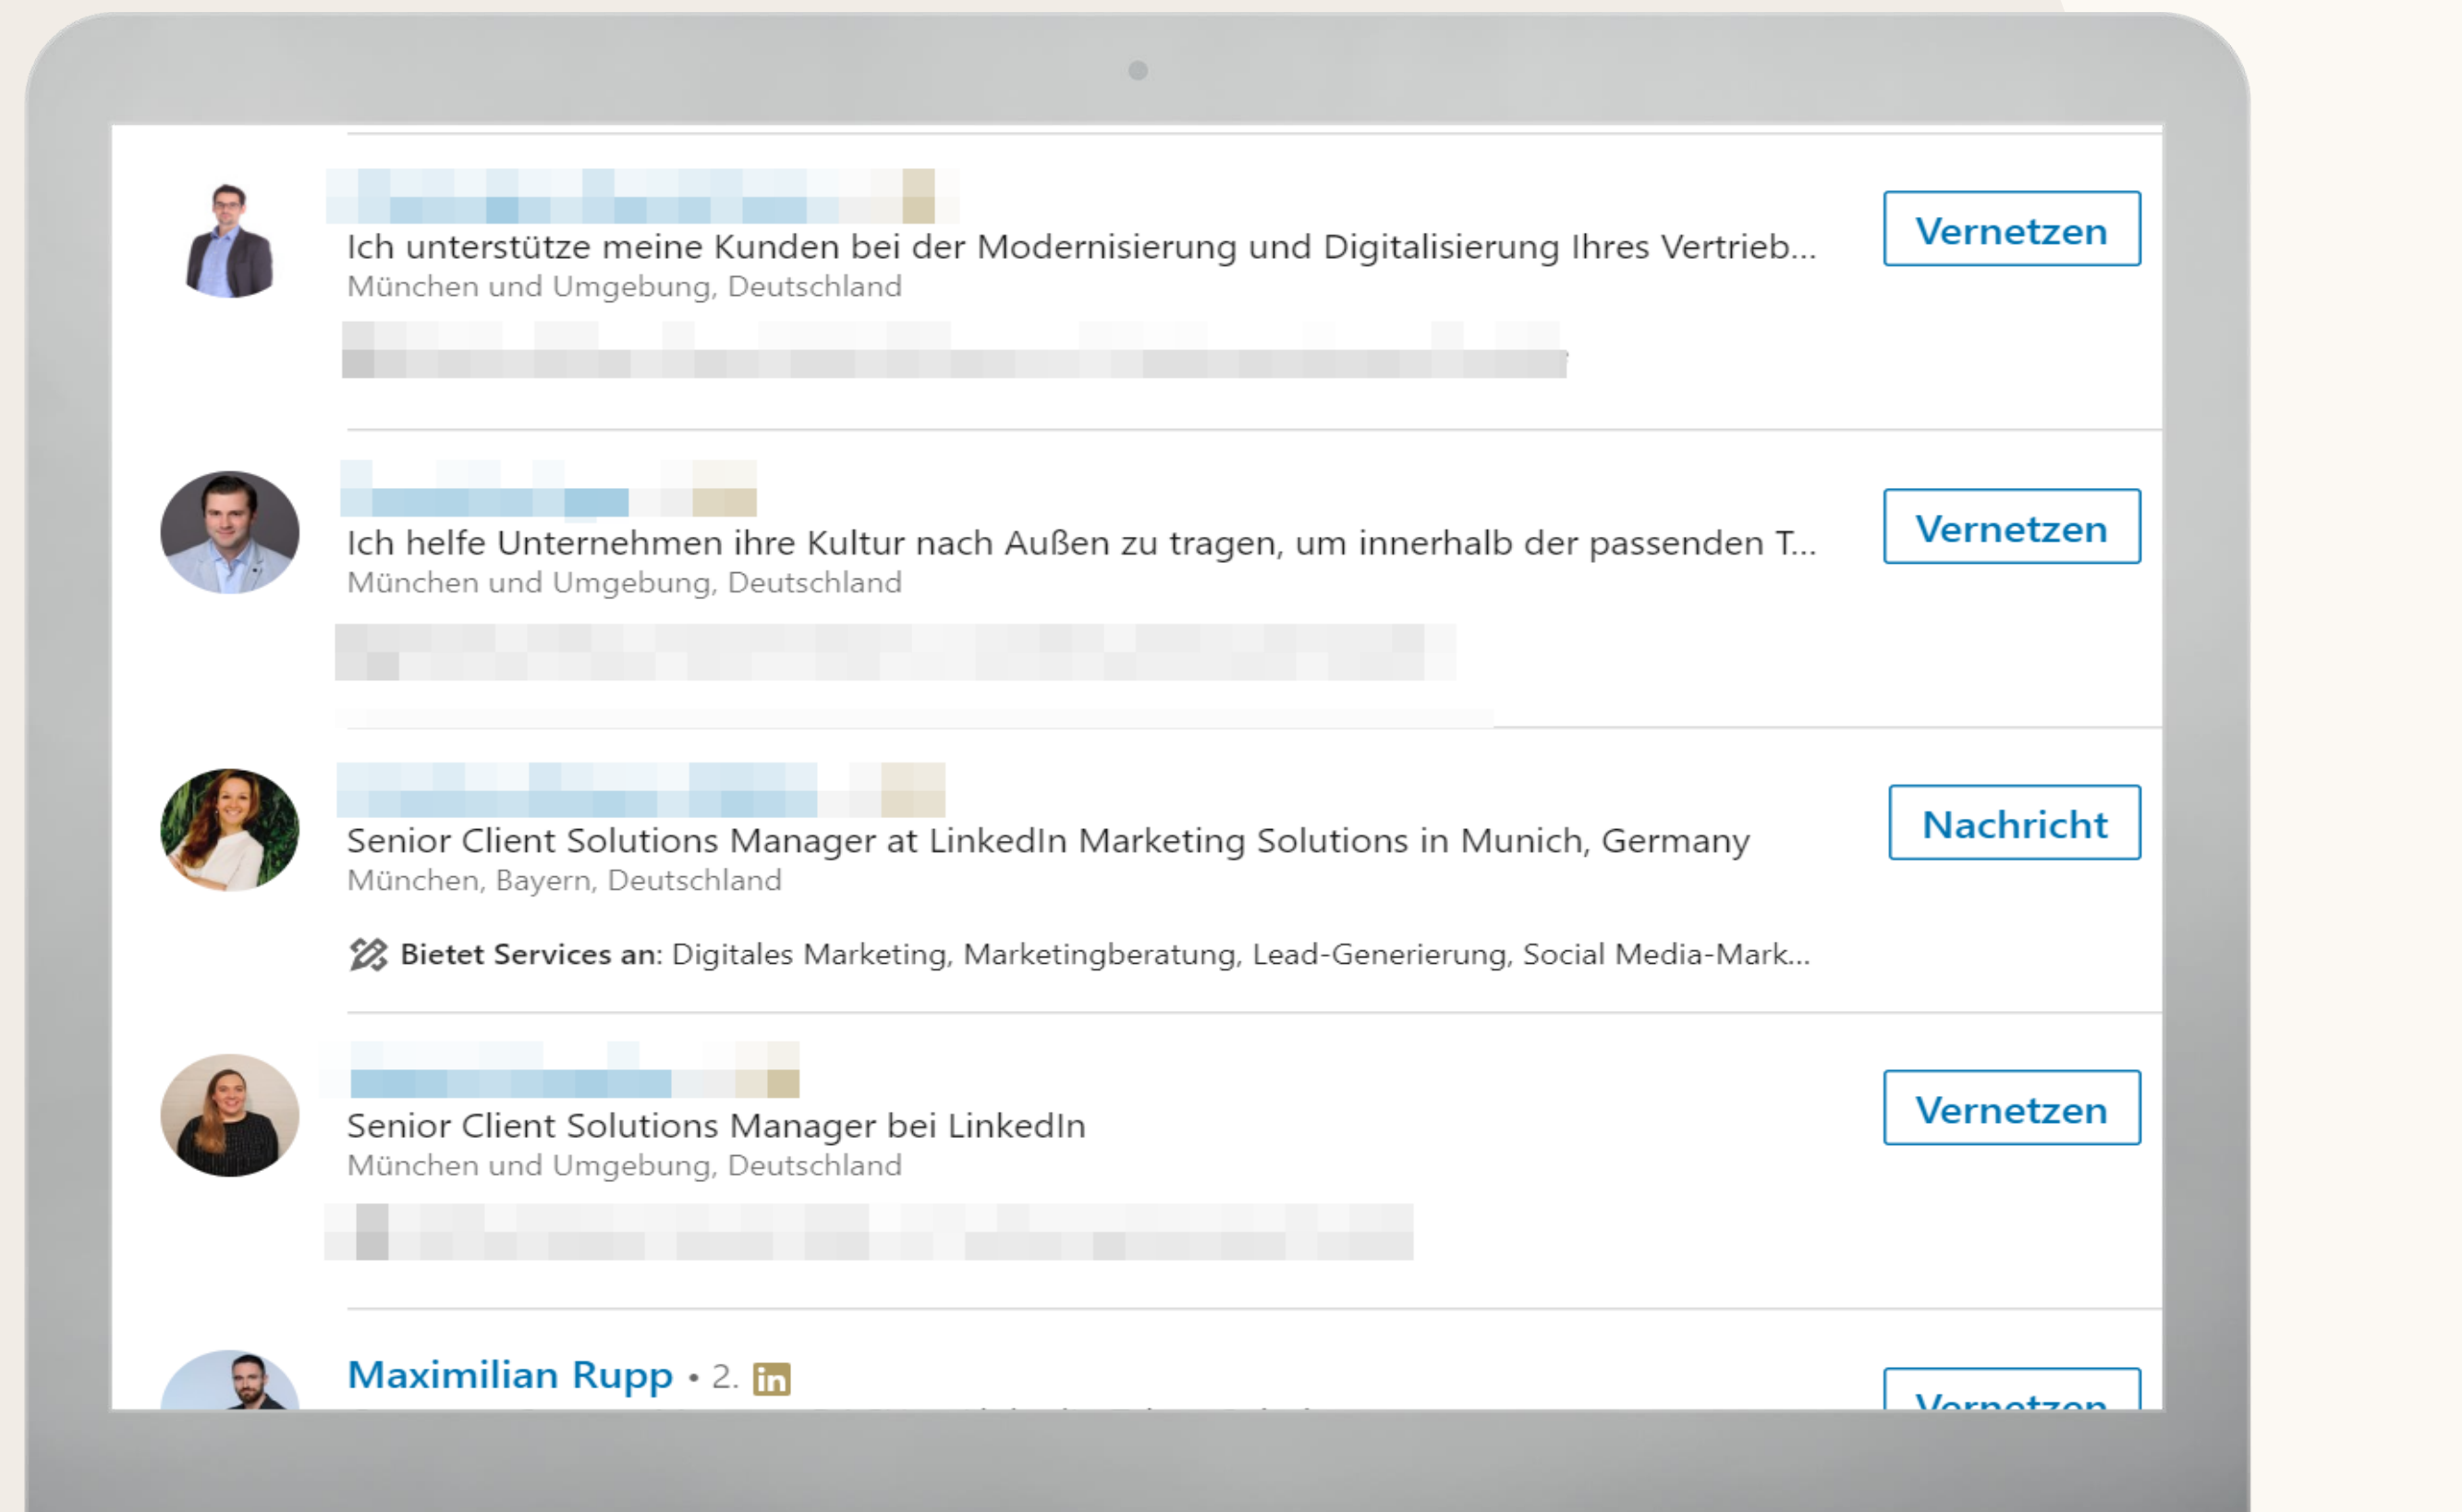 Ich unterstütze meine Kunden bei der Modernisierung und Digitalisierung Ihres Vertrieb...
Vernetzen
München und Umgebung, Deutschland
Ich helfe Unternehmen ihre Kultur nach Außen zu tragen, um innerhalb der passenden T...
Vernetzen
München und Umgebung, Deutschland
Senior Client Solutions Manager at LinkedIn Marketing Solutions in Munich, Germany
Nachricht
München, Bayern, Deutschland
Bietet Services an: Digitales Marketing, Marketingberatung, Lead-Generierung, Social Media-Mark...
Senior Client Solutions Manager bei LinkedIn
Vernetzen
München und Umgebung, Deutschland
Maximilian Rupp • 2. in
Vernetzen